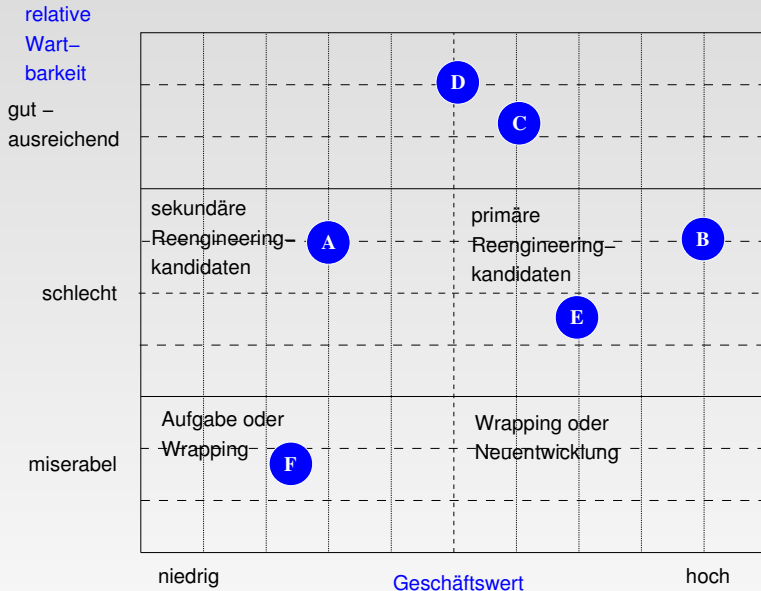 relative
Wart–
barkeit
gut –
ausreichend
D
C
sekundäre
Reengineering–
kandidaten
A
primäre
Reengineering–
kandidaten
B
schlecht
E
Aufgabe oder
Wrapping
F
Wrapping oder
Neuentwicklung
miserabel
niedrig
Geschäftswert
hoch